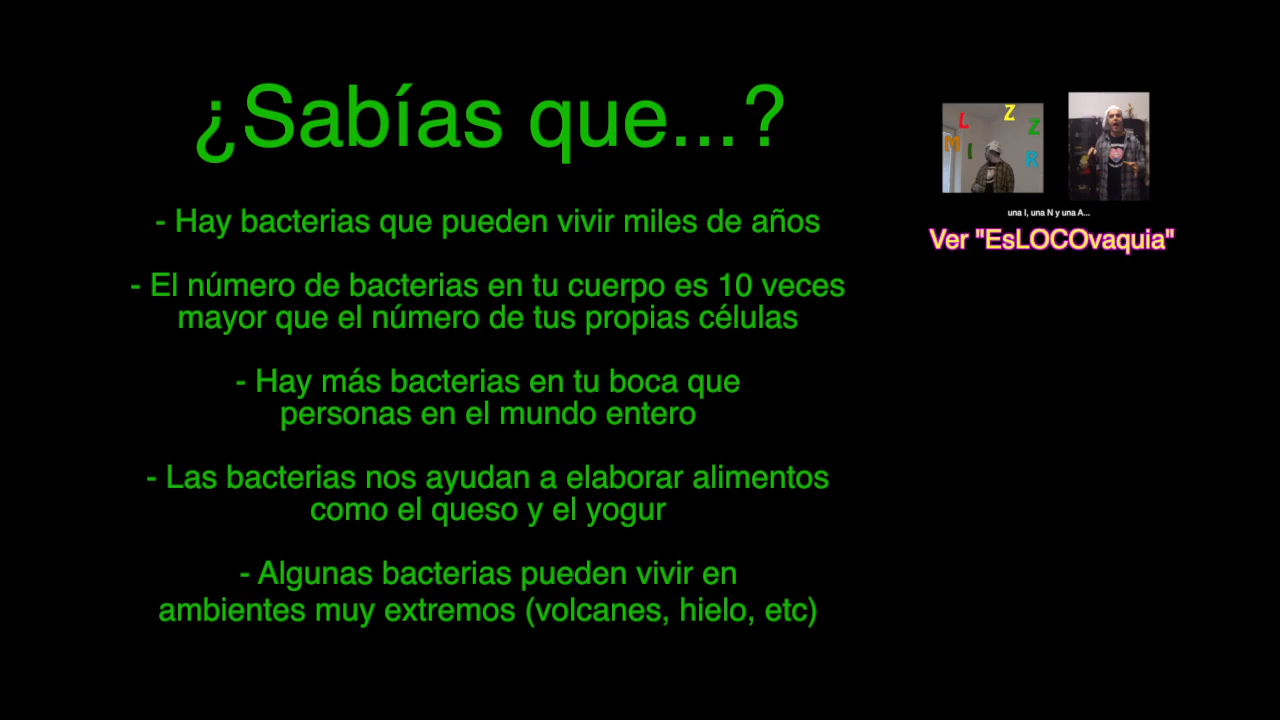 ¿Sabías que...?
- Hay bacterias que pueden vivir miles de años
- El número de bacterias en tu cuerpo es 10 veces
mayor que el número de tus propias células
- Hay más bacterias en tu boca que
personas en el mundo entero
- Las bacterias nos ayudan a elaborar alimentos
como el queso y el yogur
- Algunas bacterias pueden vivir en
ambientes muy extremos (volcanes, hielo, etc)
L
Z
Z
M
I
R
una I, una N y una A...
Ver "EsLOCOvaquia"